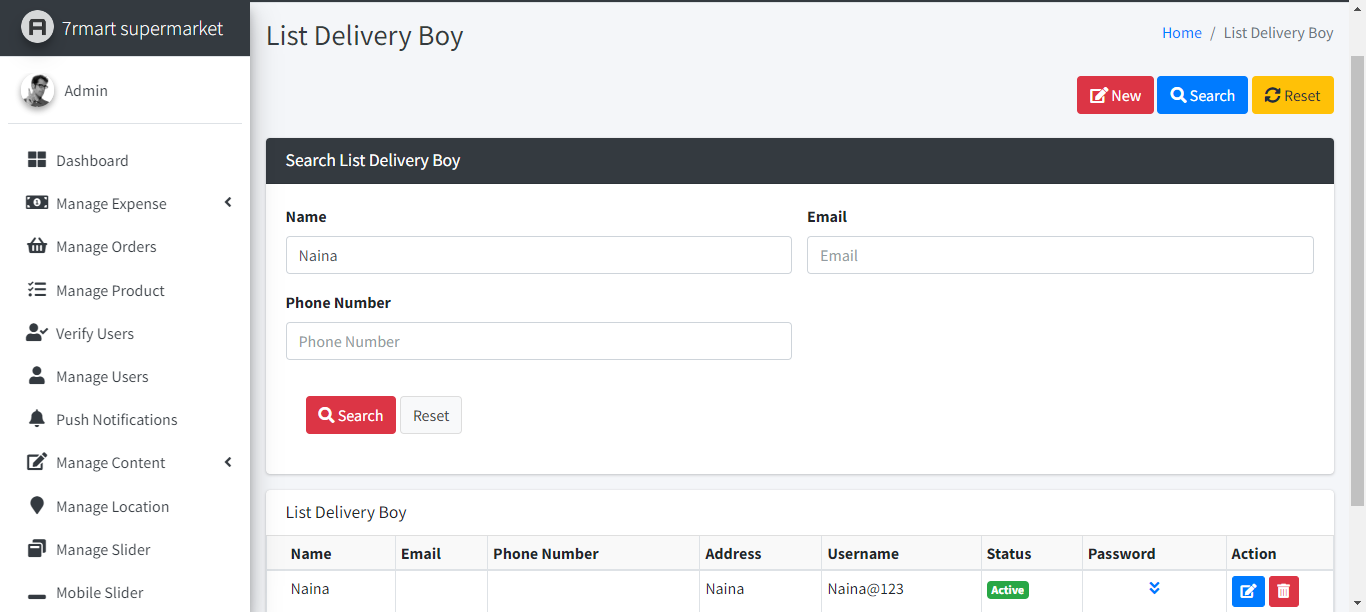 7rmart supermarket
List Delivery Boy
Home / List Delivery Boy
Admin
New Search Reset
Dashboard
Manage Expense
Manage Orders
Manage Product
Verify Users
Manage Users
Push Notifications
Manage Content
Manage Location
Manage Slider
Mobile Slider
Search List Delivery Boy
Name Email
Naina Email
Phone Number
Phone Number
Search Reset
List Delivery Boy
Name Email Phone Number Address Username Status Password Action
Naina Naina Naina@123 Active